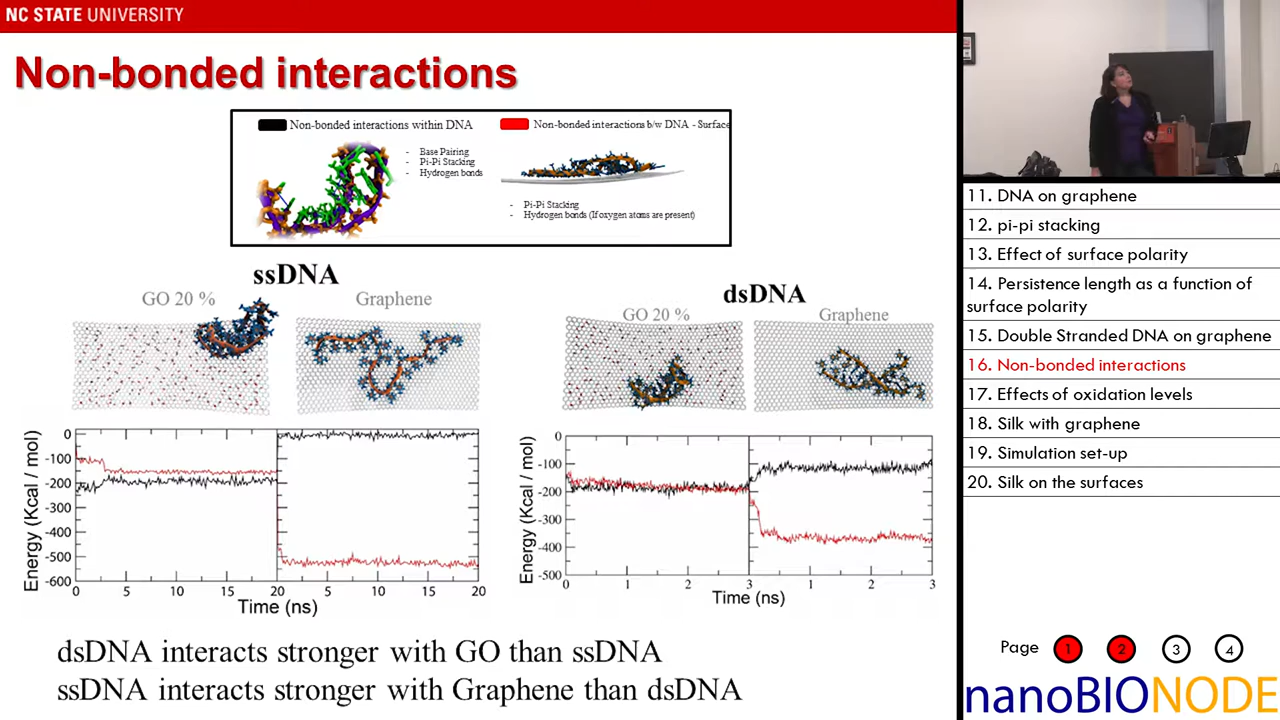 NC STATE UNIVERSITY
Non-bonded interactions
Non-bonded interactions within DNA
- Base Pairing
- Pi-Pi Stacking
- Hydrogen bonds
Non-bonded interactions b/w DNA - Surface
- Pi-Pi Stacking
- Hydrogen bonds (If oxygen atoms are present)
ssDNA
GO 20 %
Graphene
Energy (Kcal / mol)
0
-100
-200
-300
-400
-500
-600
0 5 10 15 20 5 10 15 20
Time (ns)
dsDNA
GO 20 %
Graphene
Energy (Kcal / mol)
0
-100
-200
-300
-400
-500
0 1 2 3 1 2 3
Time (ns)
dsDNA interacts stronger with GO than ssDNA
ssDNA interacts stronger with Graphene than dsDNA
11. DNA on graphene
12. pi-pi stacking
13. Effect of surface polarity
14. Persistence length as a function of
surface polarity
15. Double Stranded DNA on graphene
16. Non-bonded interactions
17. Effects of oxidation levels
18. Silk with graphene
19. Simulation set-up
20. Silk on the surfaces
Page 1 2 3 4
nanoBIONODE